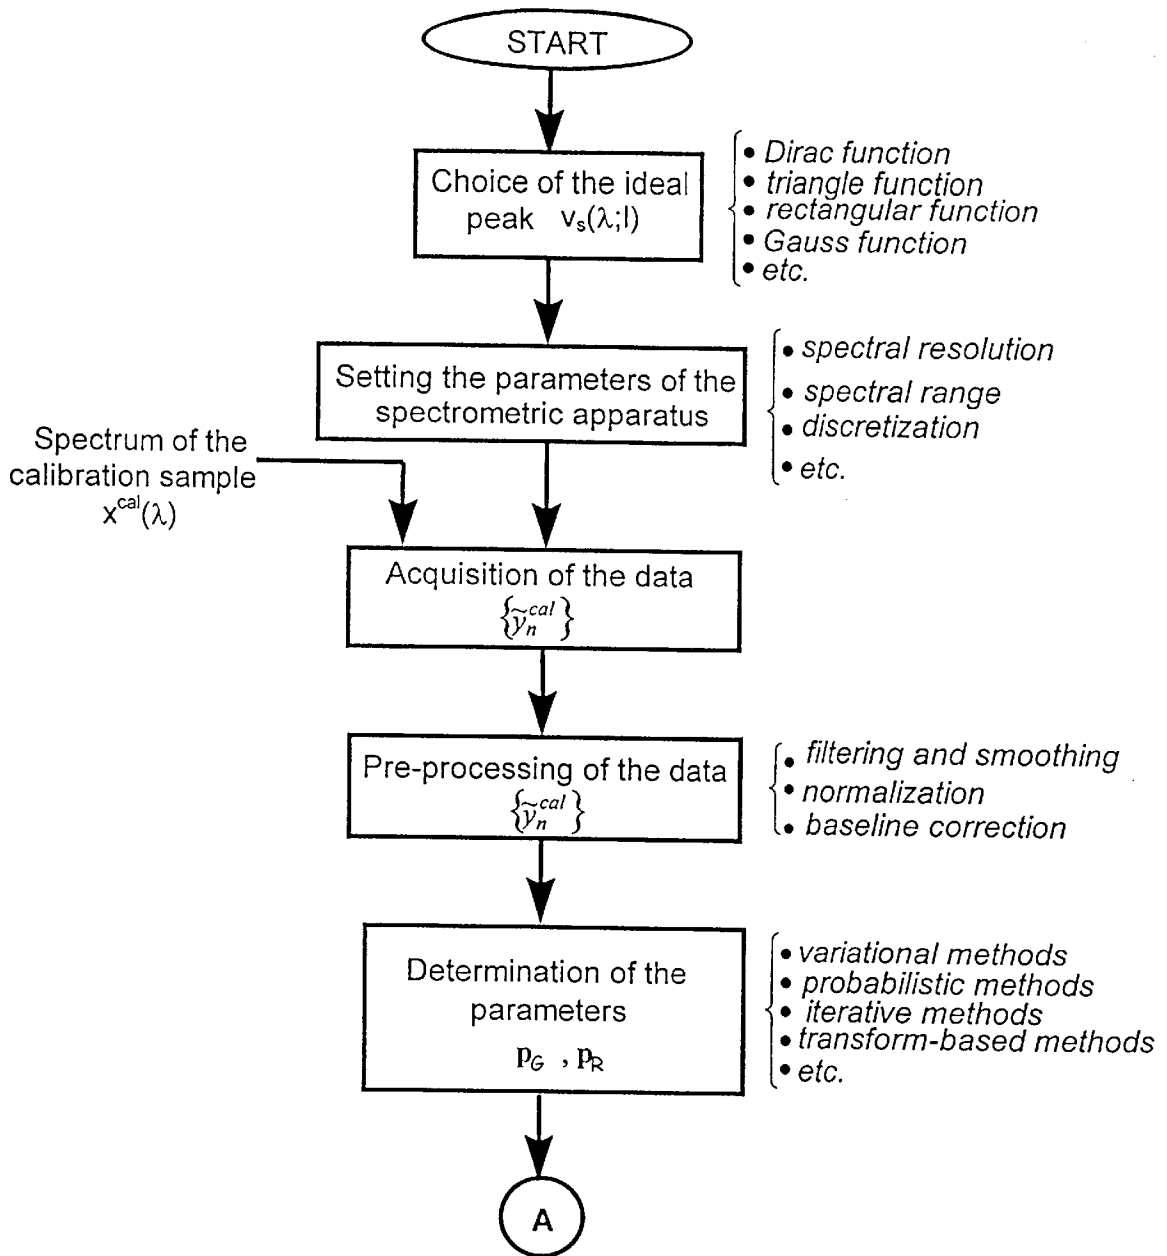 START
Choice of the ideal
peak v_s(λ;l)
• Dirac function
• triangle function
• rectangular function
• Gauss function
• etc.
Setting the parameters of the
spectrometric apparatus
• spectral resolution
• spectral range
• discretization
• etc.
Spectrum of the
calibration sample
x^cal(λ)
Acquisition of the data
{ỹ_n^cal}
Pre-processing of the data
{ỹ_n^cal}
• filtering and smoothing
• normalization
• baseline correction
Determination of the
parameters
p_G , p_R
• variational methods
• probabilistic methods
• iterative methods
• transform-based methods
• etc.
A